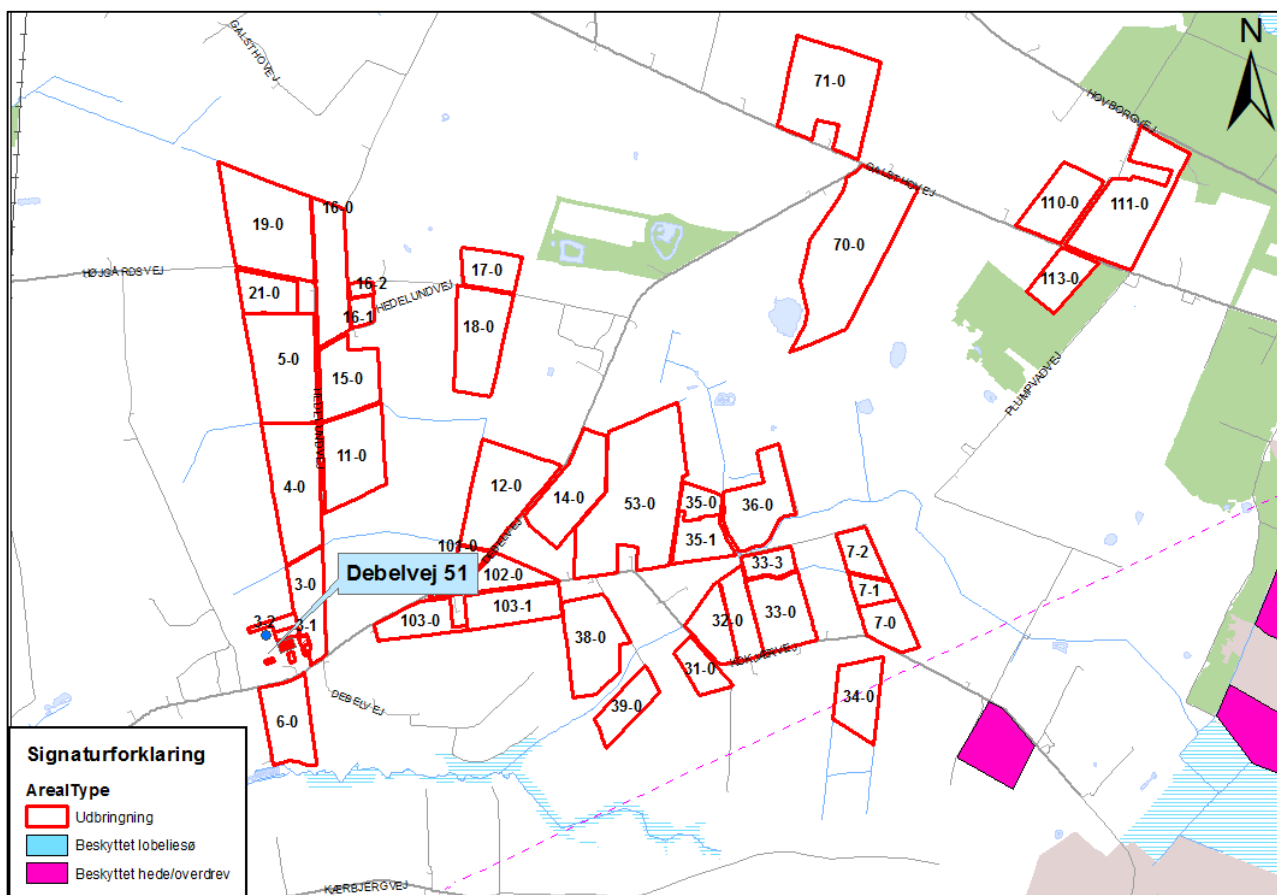 GALSTHOVEJ
N
71-0
HOVBORGVEJ
GALSTHOVEJ
110-0
111-0
16-0
19-0
70-0
113-0
HØJGÅRDSVEJ
17-0
16-2
21-0
HEDELUNDVEJ
16-1
18-0
5-0
15-0
PLUMPVADVEJ
HEDELUNDVEJ
11-0
4-0
12-0
14-0
53-0
35-0
36-0
DEBELVEJ
35-1
101-0
7-2
33-3
Debelvej 51
102-0
3-0
7-1
103-1
33-0
3-2
3-1
103-0
32-0
7-0
38-0
KOKJÆRVEJ
31-0
DEBELVEJ
34-0
39-0
6-0
Signaturforklaring
ArealType
Udbringning
Beskyttet lobeliesø
Beskyttet hede/overdrev
KÆRBJERGVEJ